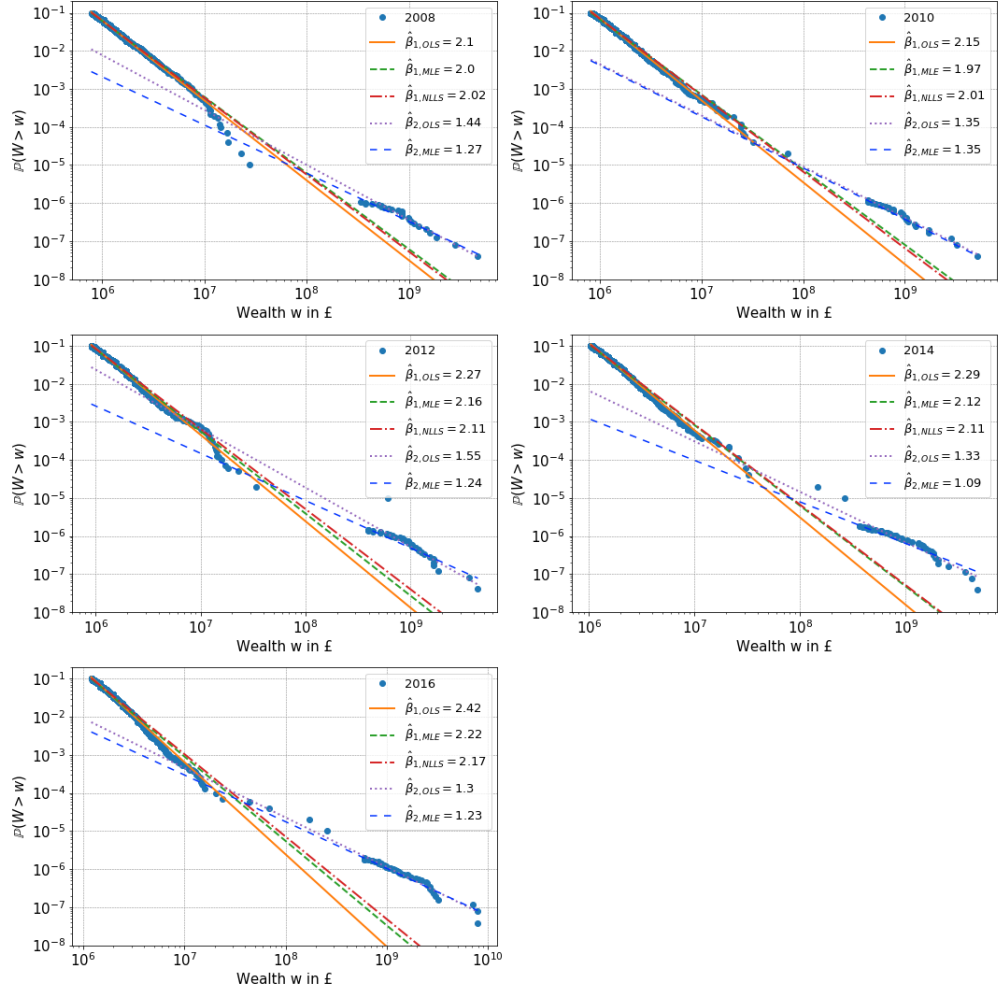 10⁻¹
10⁻²
10⁻³
10⁻⁴
10⁻⁵
10⁻⁶
10⁻⁷
10⁻⁸
ℙ(W > w)
10⁶ 10⁷ 10⁸ 10⁹
Wealth w in £
2008
β̂₁,OLS = 2.1
β̂₁,MLE = 2.0
β̂₁,NLLS = 2.02
β̂₂,OLS = 1.44
β̂₂,MLE = 1.27
10⁻¹
10⁻²
10⁻³
10⁻⁴
10⁻⁵
10⁻⁶
10⁻⁷
10⁻⁸
ℙ(W > w)
10⁶ 10⁷ 10⁸ 10⁹
Wealth w in £
2010
β̂₁,OLS = 2.15
β̂₁,MLE = 1.97
β̂₁,NLLS = 2.01
β̂₂,OLS = 1.35
β̂₂,MLE = 1.35
10⁻¹
10⁻²
10⁻³
10⁻⁴
10⁻⁵
10⁻⁶
10⁻⁷
10⁻⁸
ℙ(W > w)
10⁶ 10⁷ 10⁸ 10⁹
Wealth w in £
2012
β̂₁,OLS = 2.27
β̂₁,MLE = 2.16
β̂₁,NLLS = 2.11
β̂₂,OLS = 1.55
β̂₂,MLE = 1.24
10⁻¹
10⁻²
10⁻³
10⁻⁴
10⁻⁵
10⁻⁶
10⁻⁷
10⁻⁸
ℙ(W > w)
10⁶ 10⁷ 10⁸ 10⁹
Wealth w in £
2014
β̂₁,OLS = 2.29
β̂₁,MLE = 2.12
β̂₁,NLLS = 2.11
β̂₂,OLS = 1.33
β̂₂,MLE = 1.09
10⁻¹
10⁻²
10⁻³
10⁻⁴
10⁻⁵
10⁻⁶
10⁻⁷
10⁻⁸
ℙ(W > w)
10⁶ 10⁷ 10⁸ 10⁹ 10¹⁰
Wealth w in £
2016
β̂₁,OLS = 2.42
β̂₁,MLE = 2.22
β̂₁,NLLS = 2.17
β̂₂,OLS = 1.3
β̂₂,MLE = 1.23